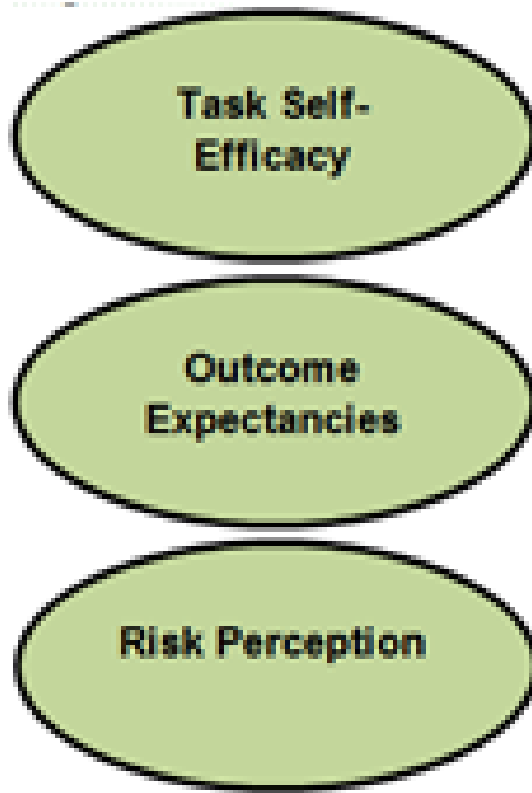 Task Self-
Efficacy
Outcome
Expectancies
Risk Perception